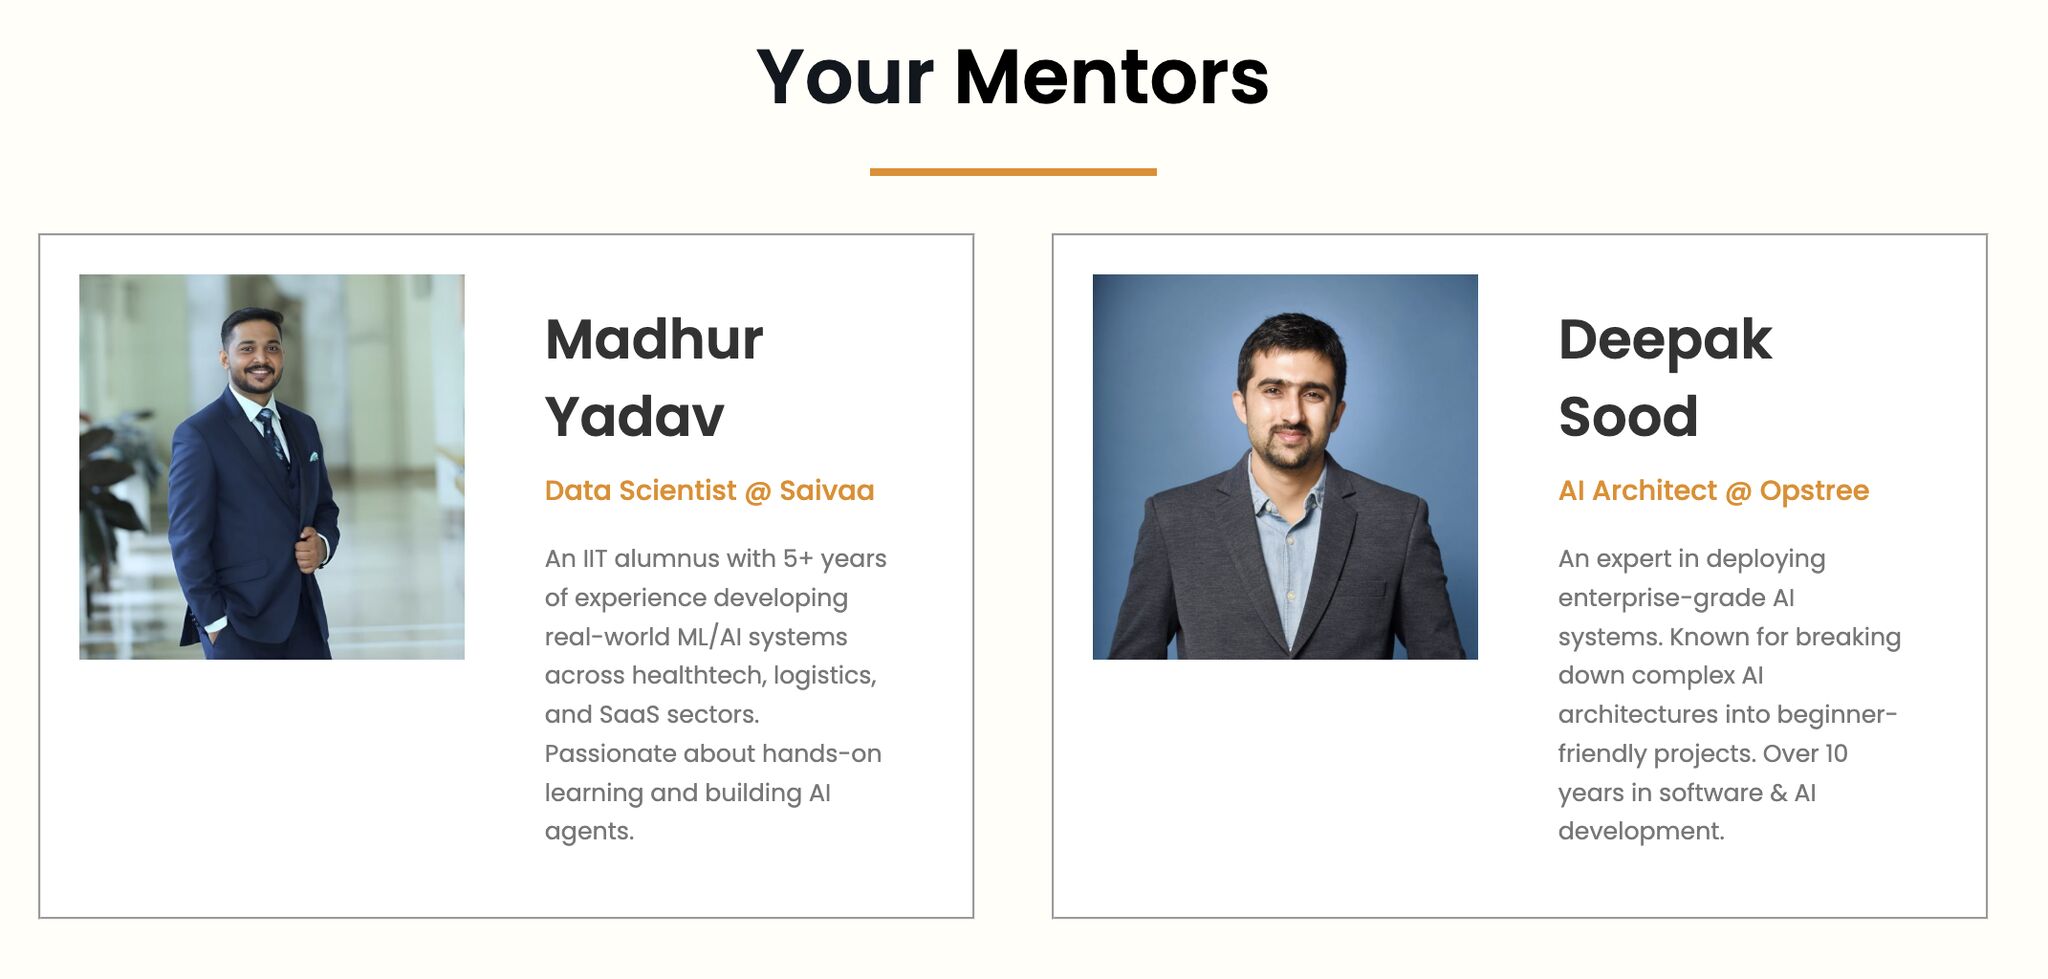 Your Mentors
Madhur
Yadav
Data Scientist @ Saivaa
An IIT alumnus with 5+ years
of experience developing
real-world ML/AI systems
across healthtech, logistics,
and SaaS sectors.
Passionate about hands-on
learning and building AI
agents.
Deepak
Sood
AI Architect @ Opstree
An expert in deploying
enterprise-grade AI
systems. Known for breaking
down complex AI
architectures into beginner-
friendly projects. Over 10
years in software & AI
development.